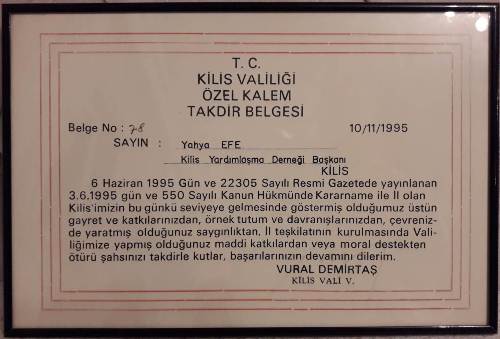 T. C.
KİLİS VALİLİĞİ
ÖZEL KALEM
TAKDİR BELGESİ
Belge No : 78 10/11/1995
SAYIN : Yahya EFE
Kilis Yardımlaşma Derneği Başkanı
KİLİS
6 Haziran 1995 Gün ve 22305 Sayılı Resmi Gazetede yayınlanan
3.6.1995 gün ve 550 Sayılı Kanun Hükmünde Kararname ile İl olan
Kilis'imizin bu günkü seviyeye gelmesinde göstermiş olduğumuz üstün
gayret ve katkılarınızdan, örnek tutum ve davranışlarınızdan, çevreniz-
de yaratmış olduğunuz saygınlıktan, İl teşkilatının kurulmasında Vali-
liğimize yapmış olduğunuz maddi katkılardan veya moral destekten
ötürü şahsınızı takdirle kutlar, başarılarınızın devamını dilerim.
VURAL DEMİRTAŞ
KİLİS VALİ V.